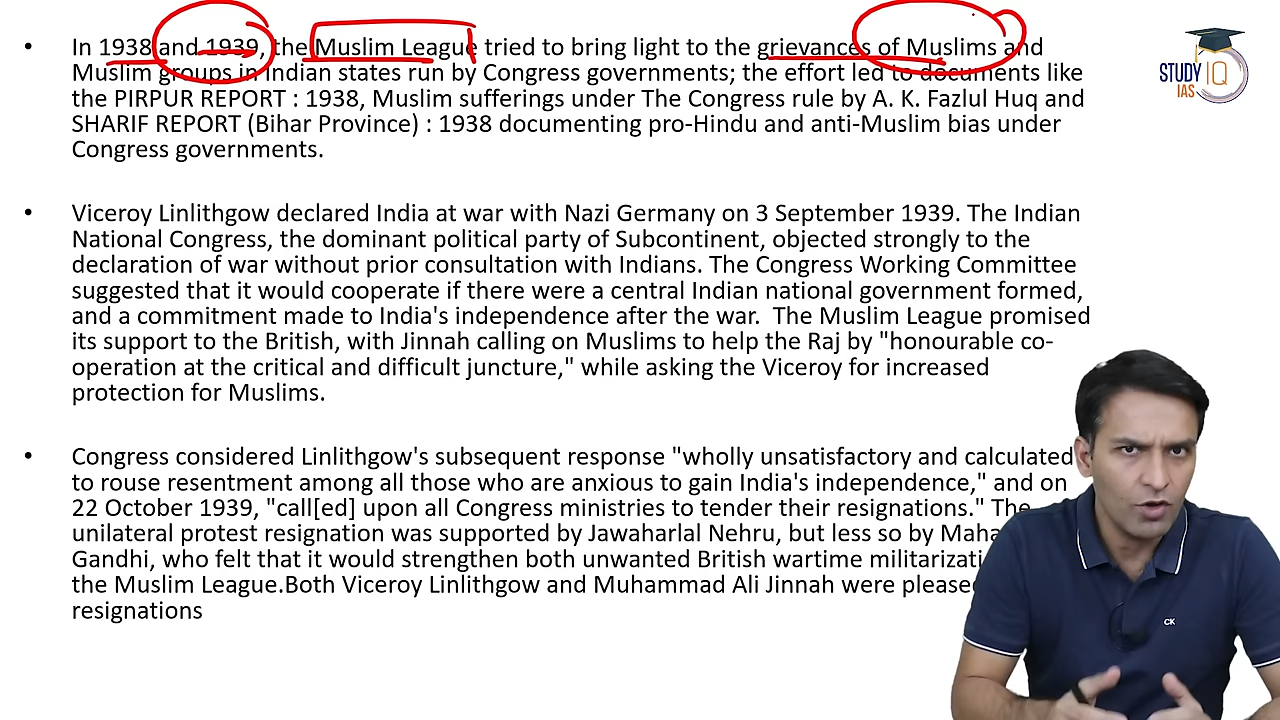 • In 1938 and 1939, the Muslim League tried to bring light to the grievances of Muslims and
Muslim groups in Indian states run by Congress governments; the effort led to documents like
the PIRPUR REPORT : 1938, Muslim sufferings under The Congress rule by A. K. Fazlul Huq and
SHARIF REPORT (Bihar Province) : 1938 documenting pro-Hindu and anti-Muslim bias under
Congress governments.
• Viceroy Linlithgow declared India at war with Nazi Germany on 3 September 1939. The Indian
National Congress, the dominant political party of Subcontinent, objected strongly to the
declaration of war without prior consultation with Indians. The Congress Working Committee
suggested that it would cooperate if there were a central Indian national government formed,
and a commitment made to India's independence after the war. The Muslim League promised
its support to the British, with Jinnah calling on Muslims to help the Raj by "honourable co-
operation at the critical and difficult juncture," while asking the Viceroy for increased
protection for Muslims.
• Congress considered Linlithgow's subsequent response "wholly unsatisfactory and calculated
to rouse resentment among all those who are anxious to gain India's independence," and on
22 October 1939, "call[ed] upon all Congress ministries to tender their resignations." The
unilateral protest resignation was supported by Jawaharlal Nehru, but less so by Maha
Gandhi, who felt that it would strengthen both unwanted British wartime militarizati
the Muslim League.Both Viceroy Linlithgow and Muhammad Ali Jinnah were pleased
resignations
STUDY IQ
IAS
CK